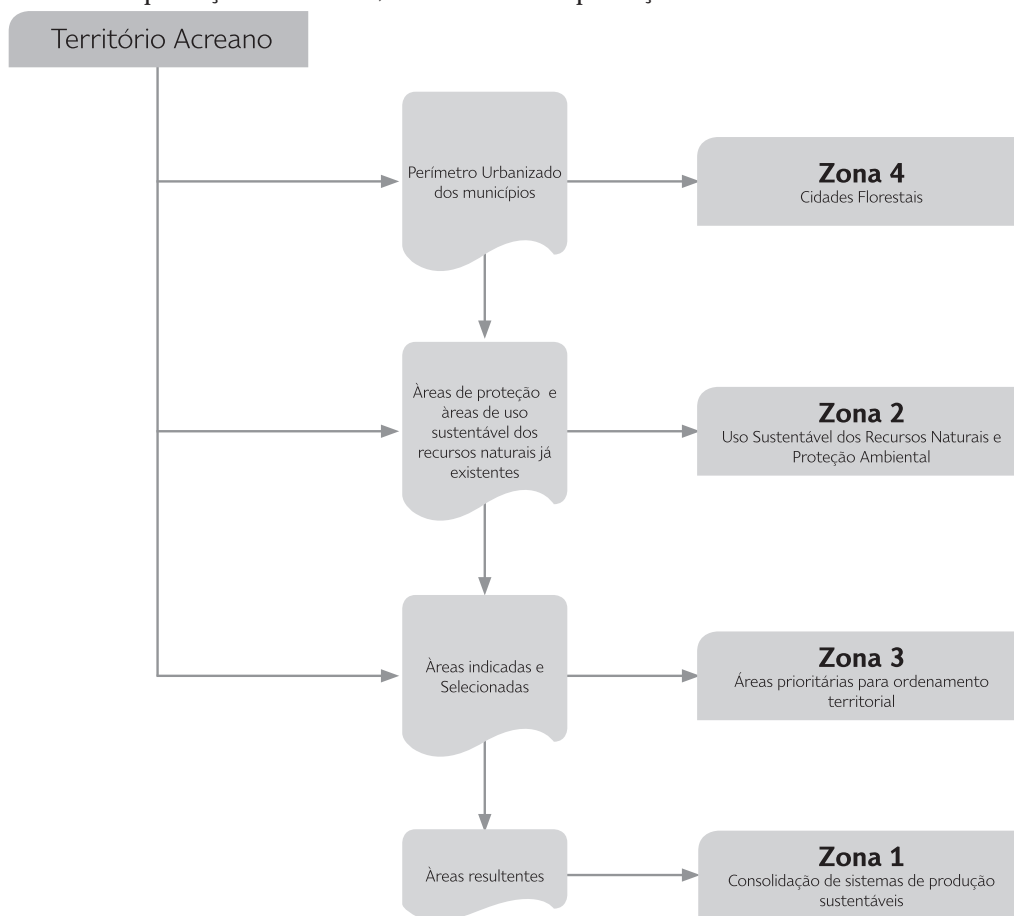 Território Acreano
Perímetro Urbanizado
dos municípios
Zona 4
Cidades Florestais
Àreas de proteção e
àreas de uso
sustentável dos
recursos naturais já
existentes
Zona 2
Uso Sustentável dos Recursos Naturais e
Proteção Ambiental
Àreas indicadas e
Selecionadas
Zona 3
Áreas prioritárias para ordenamento
territorial
Àreas resultentes
Zona 1
Consolidação de sistemas de produção
sustentáveis